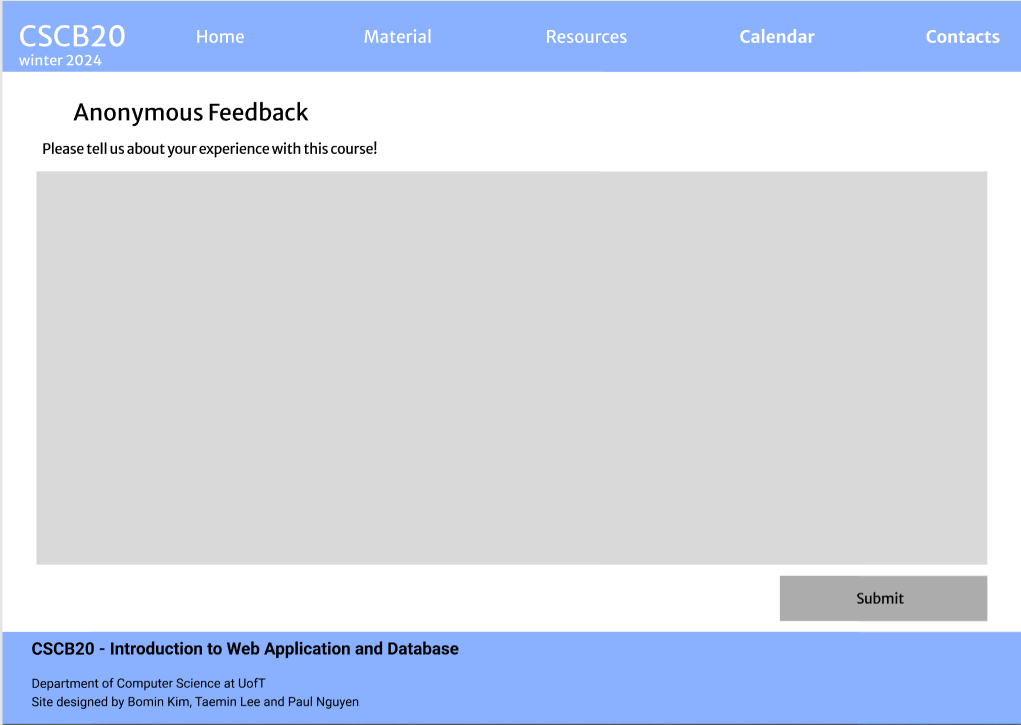 CSCB20 Home Material Resources Calendar Contacts
winter 2024
Anonymous Feedback
Please tell us about your experience with this course!
Submit
CSCB20 - Introduction to Web Application and Database
Department of Computer Science at UofT
Site designed by Bomin Kim, Taemin Lee and Paul Nguyen